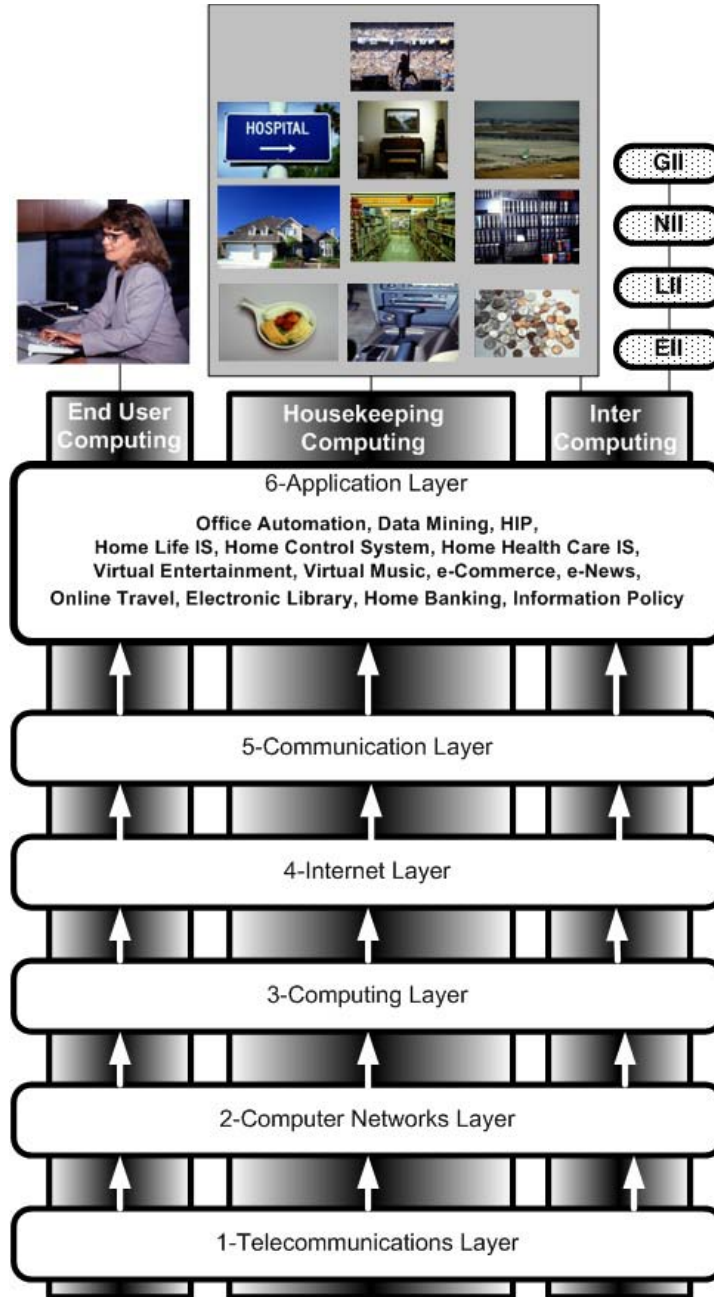 HOSPITAL
GII
NII
LII
EII
End User
Computing
Housekeeping
Computing
Inter
Computing
6-Application Layer
Office Automation, Data Mining, HIP,
Home Life IS, Home Control System, Home Health Care IS,
Virtual Entertainment, Virtual Music, e-Commerce, e-News,
Online Travel, Electronic Library, Home Banking, Information Policy
5-Communication Layer
4-Internet Layer
3-Computing Layer
2-Computer Networks Layer
1-Telecommunications Layer